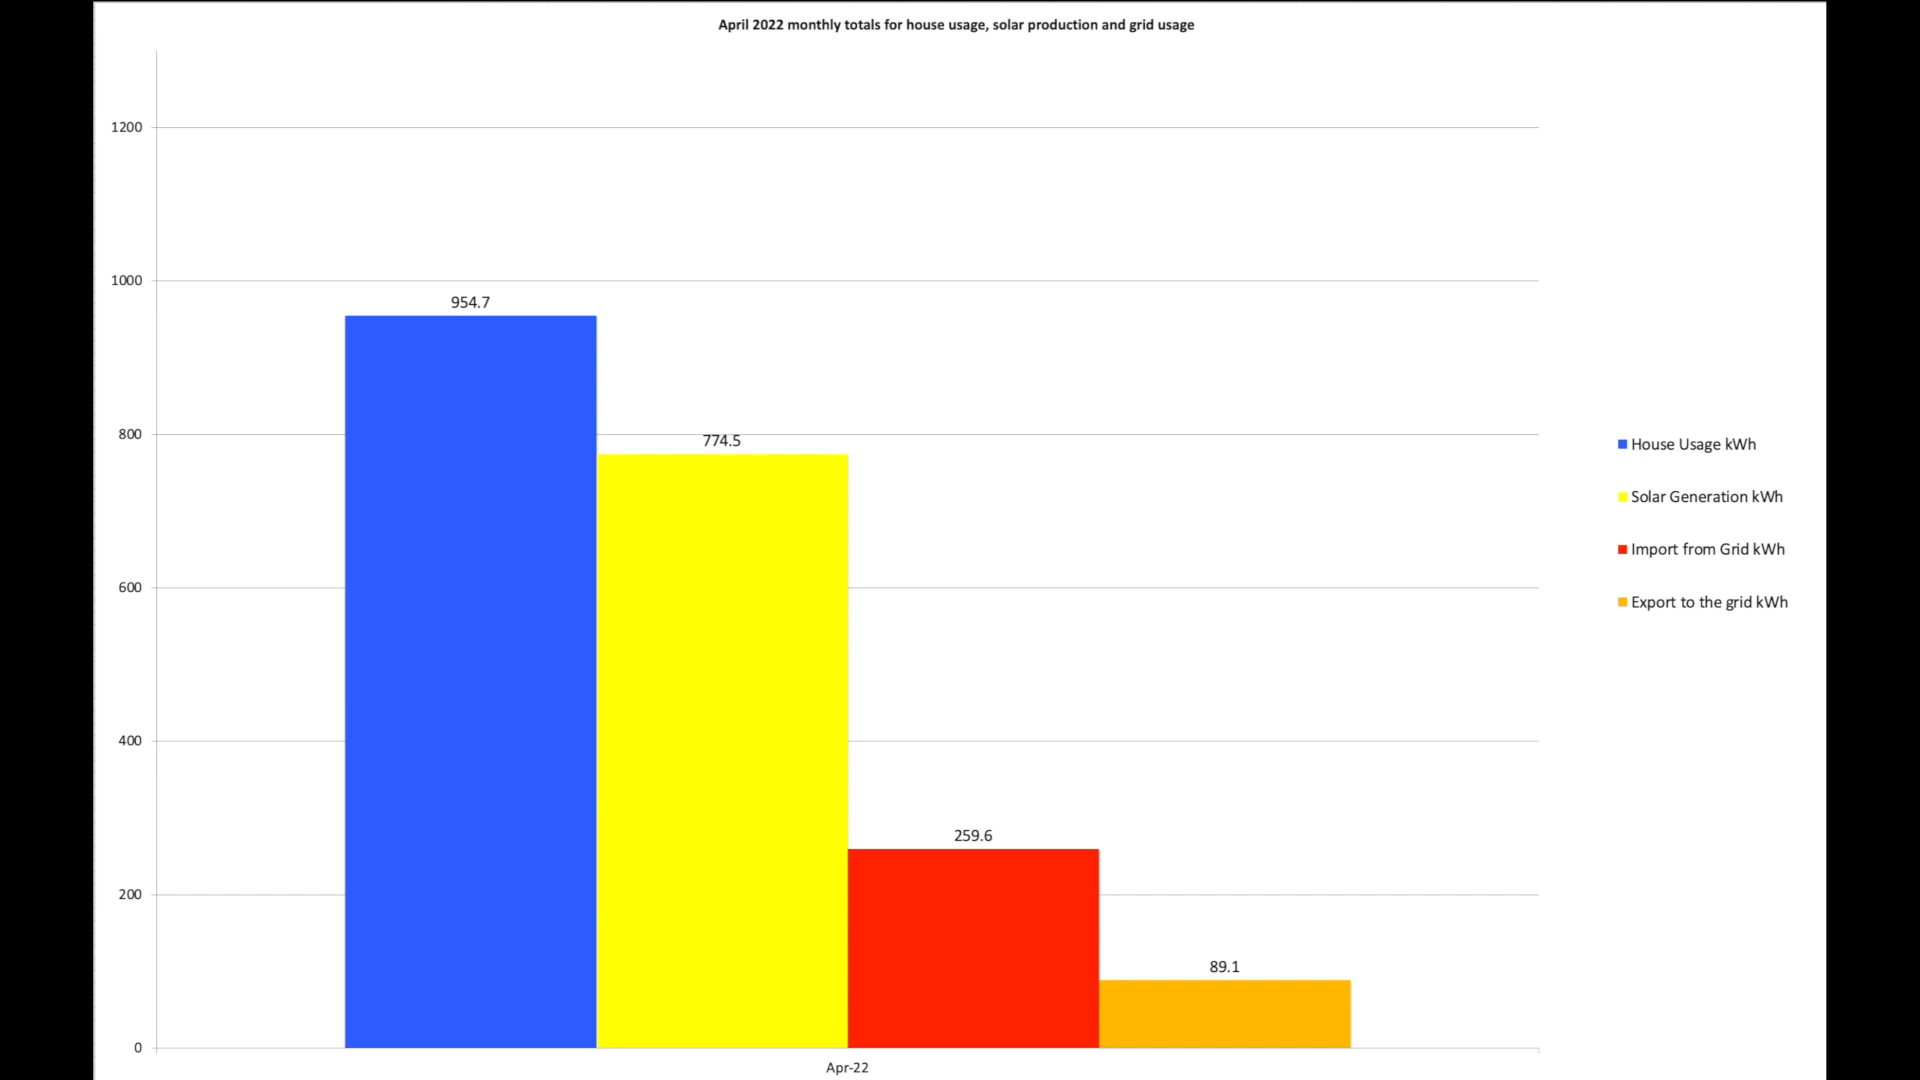 April 2022 monthly totals for house usage, solar production and grid usage
1200
1000
954.7
800
774.5
House Usage kWh
Solar Generation kWh
Import from Grid kWh
600
Export to the grid kWh
400
259.6
200
89.1
0
Apr-22